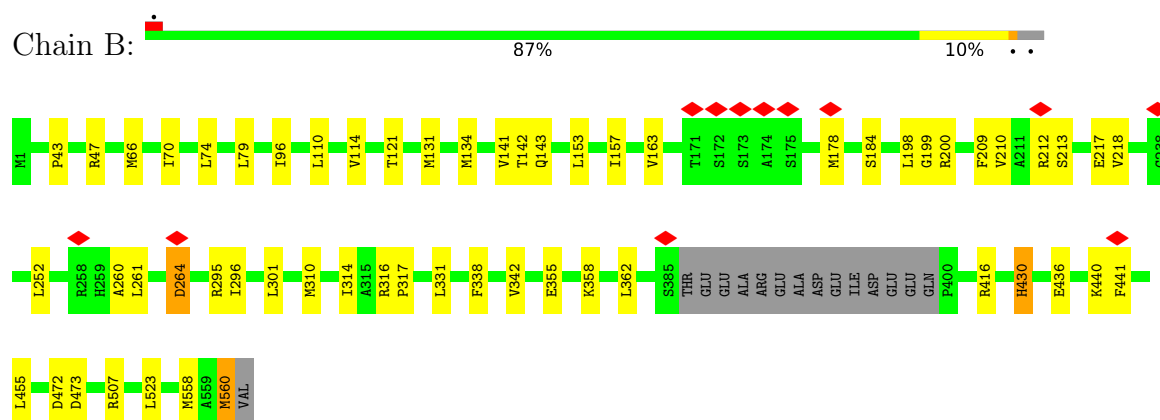 Chain B:
87% 10%
M1 P43 R47 M66 I70 L74 L79 I96 L110 V114 T121 M131 M134 V141 T142 Q143 L153 I157 V163 T171 S172 S173 A174 S175 M178 S184 L198 G199 R200 F209 V210 A211 R212 S213 E217 V218
L252 R258 H259 A260 L261 D264 R295 I296 L301 M310 I314 A315 R316 P317 L331 F338 V342 E355 K358 L362 S385 THR GLU GLU ALA ARG GLU ALA ASP GLU ILE ASP GLU GLU GLN P400 R416 H430 E436 K440 F441
L455 D472 D473 R507 L523 M558 A559 M560 VAL